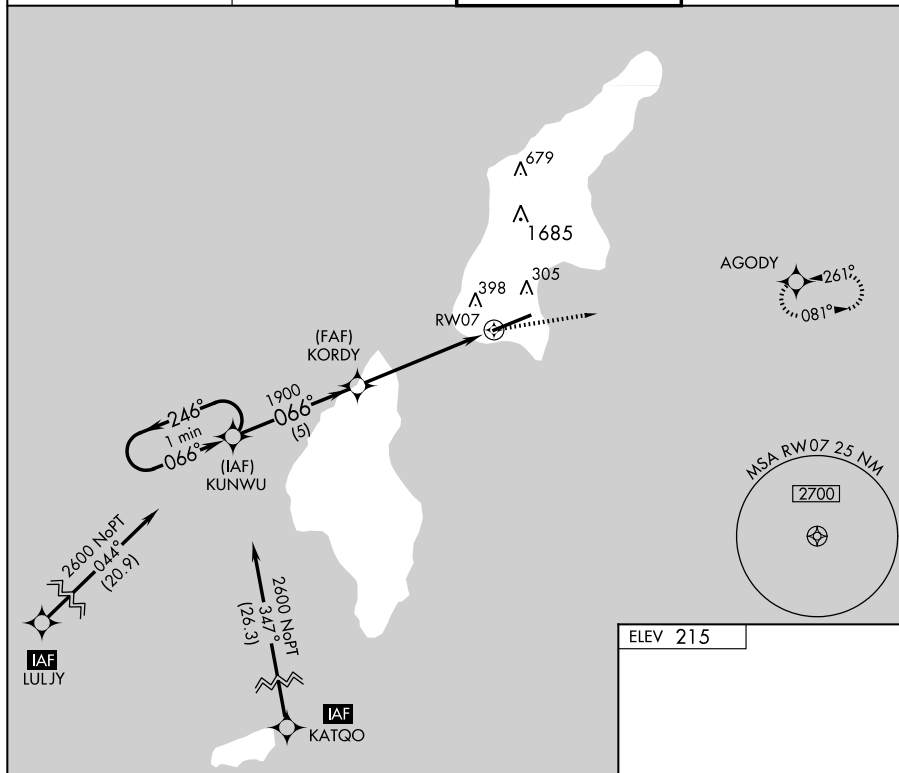 679
1685
305
398
AGODY
261°
081°
RW07
(FAF)
KORDY
1900
066°
(5)
246°
1 min
066°
(IAF)
KUNWU
MSA RW07 25 NM
2700
2600 NoPT
044°
(20.9)
2600 NoPT
347°
(26.3)
IAF
LULJY
IAF
KATQO
ELEV 215